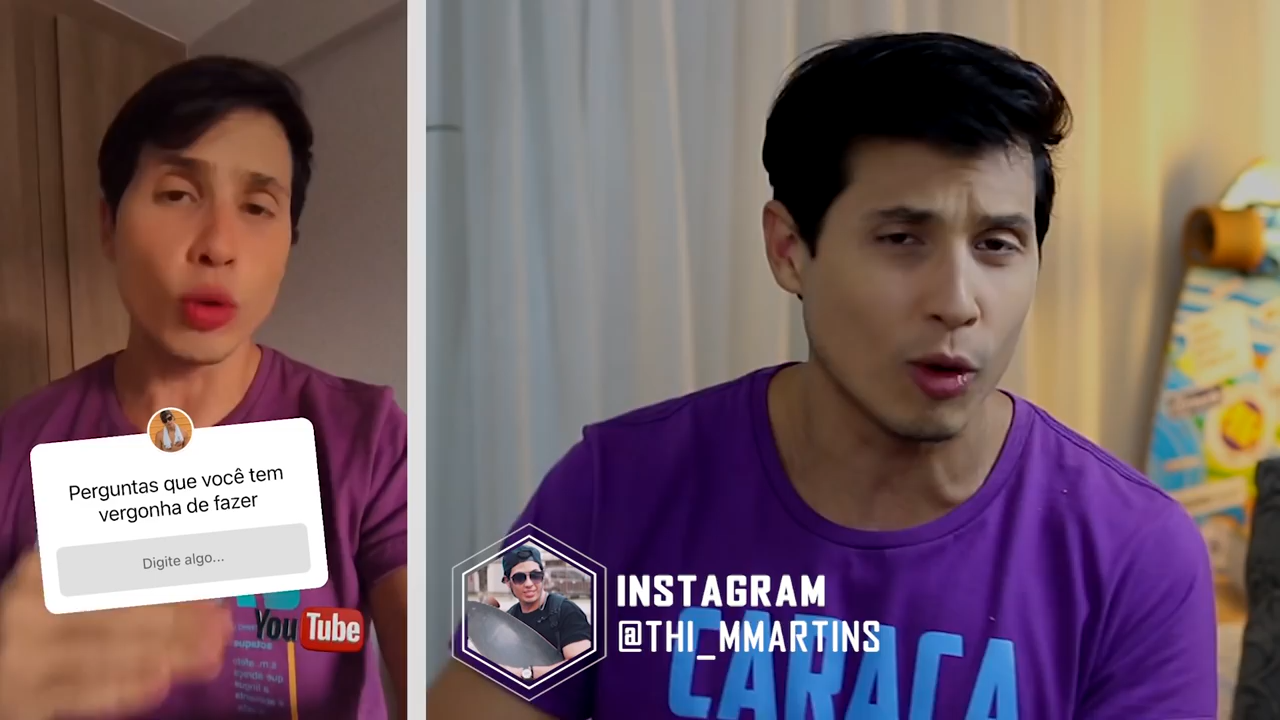 Perguntas que você tem
vergonha de fazer
Digite algo...
YouTube
INSTAGRAM
@THI_MMARTINS
CARACA